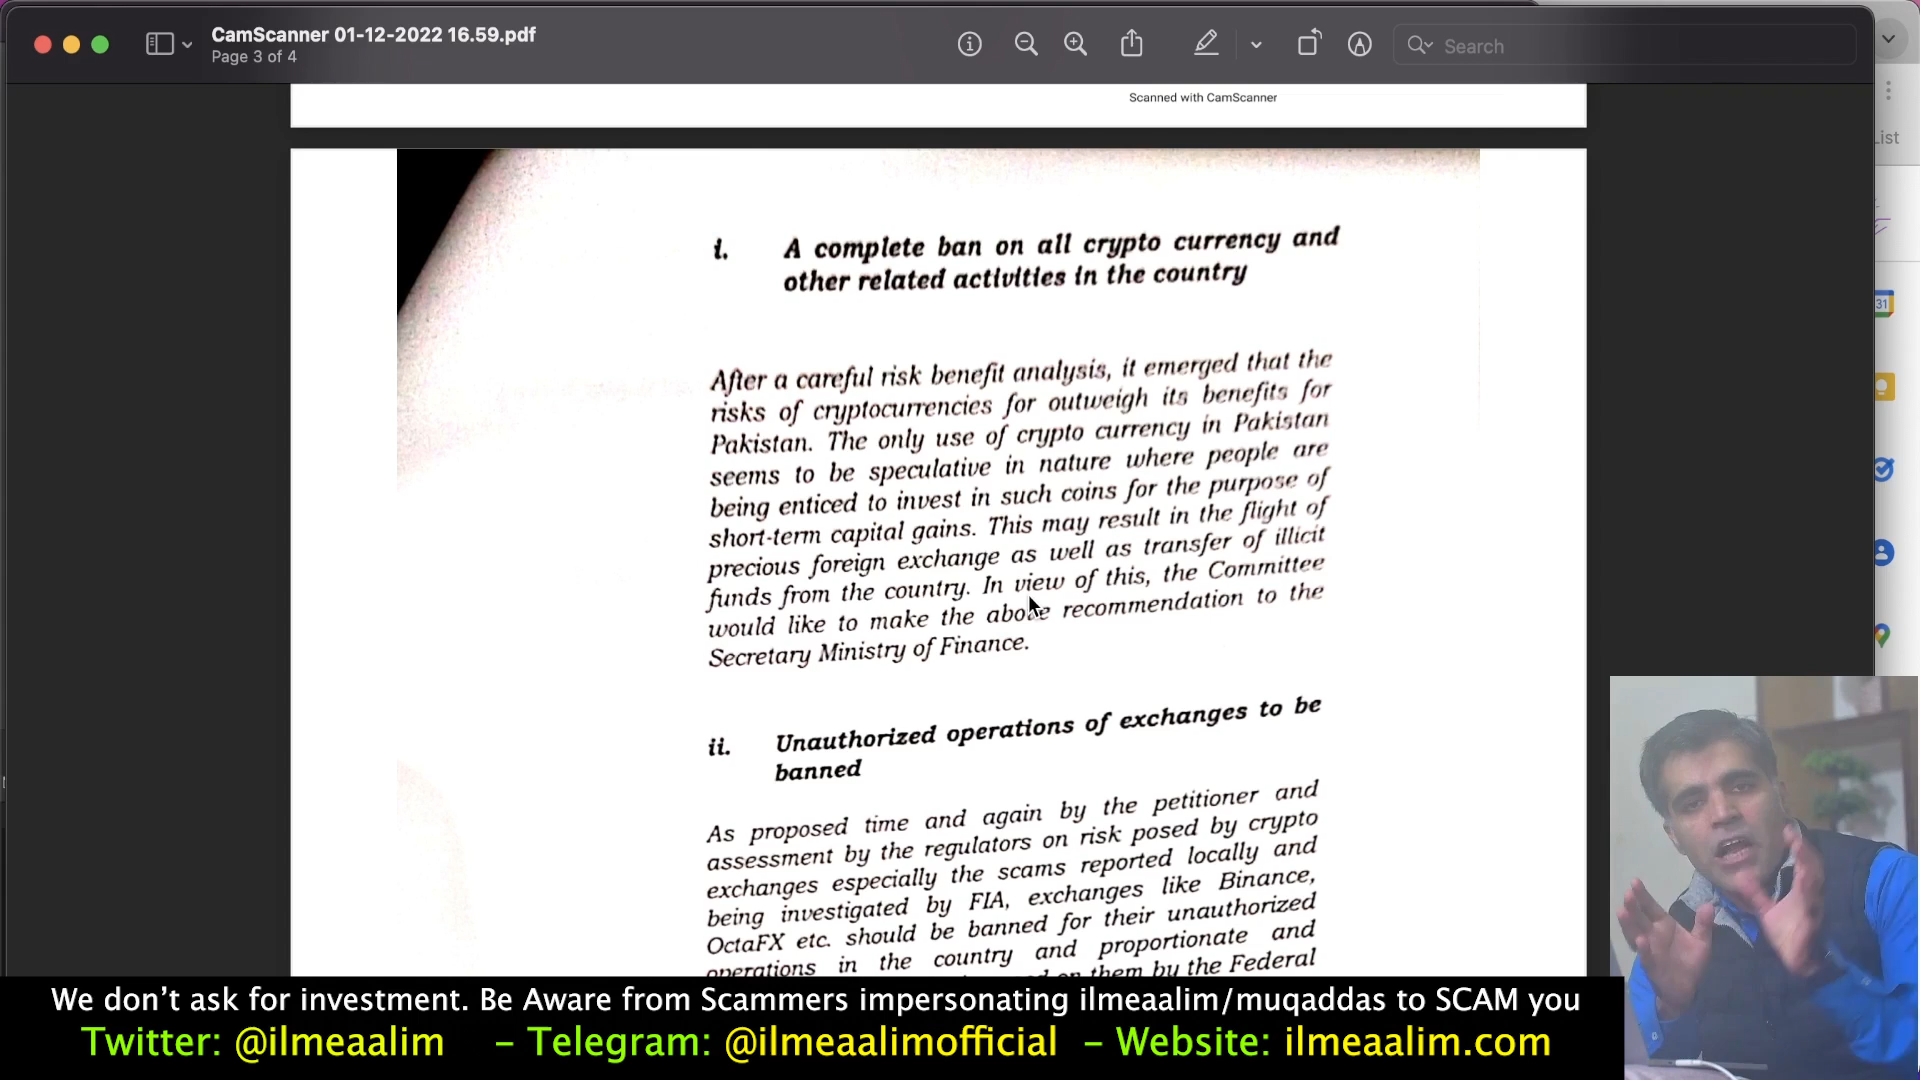 CamScanner 01-12-2022 16.59.pdf
Page 3 of 4
Search
List
Scanned with CamScanner
i. A complete ban on all crypto currency and
other related activities in the country
After a careful risk benefit analysis, it emerged that the
risks of cryptocurrencies for outweigh its benefits for
Pakistan. The only use of crypto currency in Pakistan
seems to be speculative in nature where people are
being enticed to invest in such coins for the purpose of
short-term capital gains. This may result in the flight of
precious foreign exchange as well as transfer of illicit
funds from the country. In view of this, the Committee
would like to make the above recommendation to the
Secretary Ministry of Finance.
ii. Unauthorized operations of exchanges to be
banned
As proposed time and again by the petitioner and
assessment by the regulators on risk posed by crypto
exchanges especially the scams reported locally and
being investigated by FIA, exchanges like Binance,
OctaFX etc. should be banned for their unauthorized
operations in the country and proportionate and
on them by the Federal
31
We don't ask for investment. Be Aware from Scammers impersonating ilmeaalim/muqaddas to SCAM you
Twitter: @ilmeaalim – Telegram: @ilmeaalimofficial – Website: ilmeaalim.com